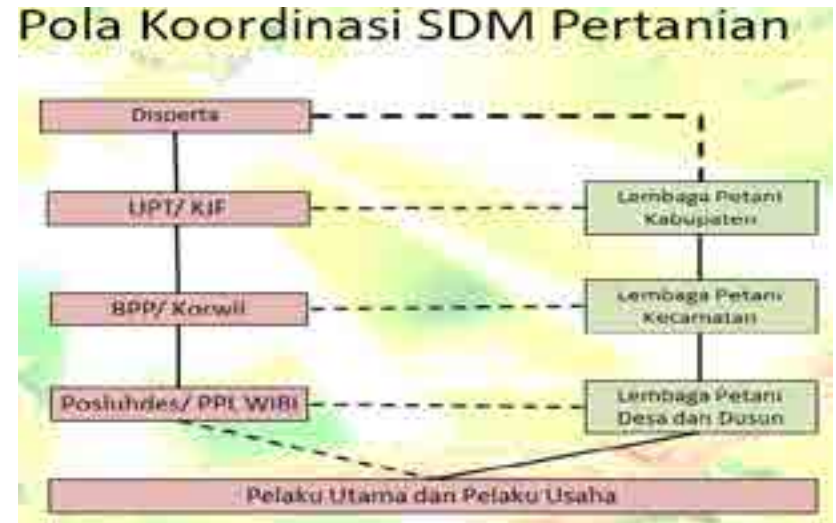 Pola Koordinasi SDM Pertanian
Disperta
UPT/ KJF
Lembaga Petani
Kabupaten
BPP/ Korwil
Lembaga Petani
Kecamatan
Posluhdes/ PPL WIBI
Lembaga Petani
Desa dan Dusun
Pelaku Utama dan Pelaku Usaha